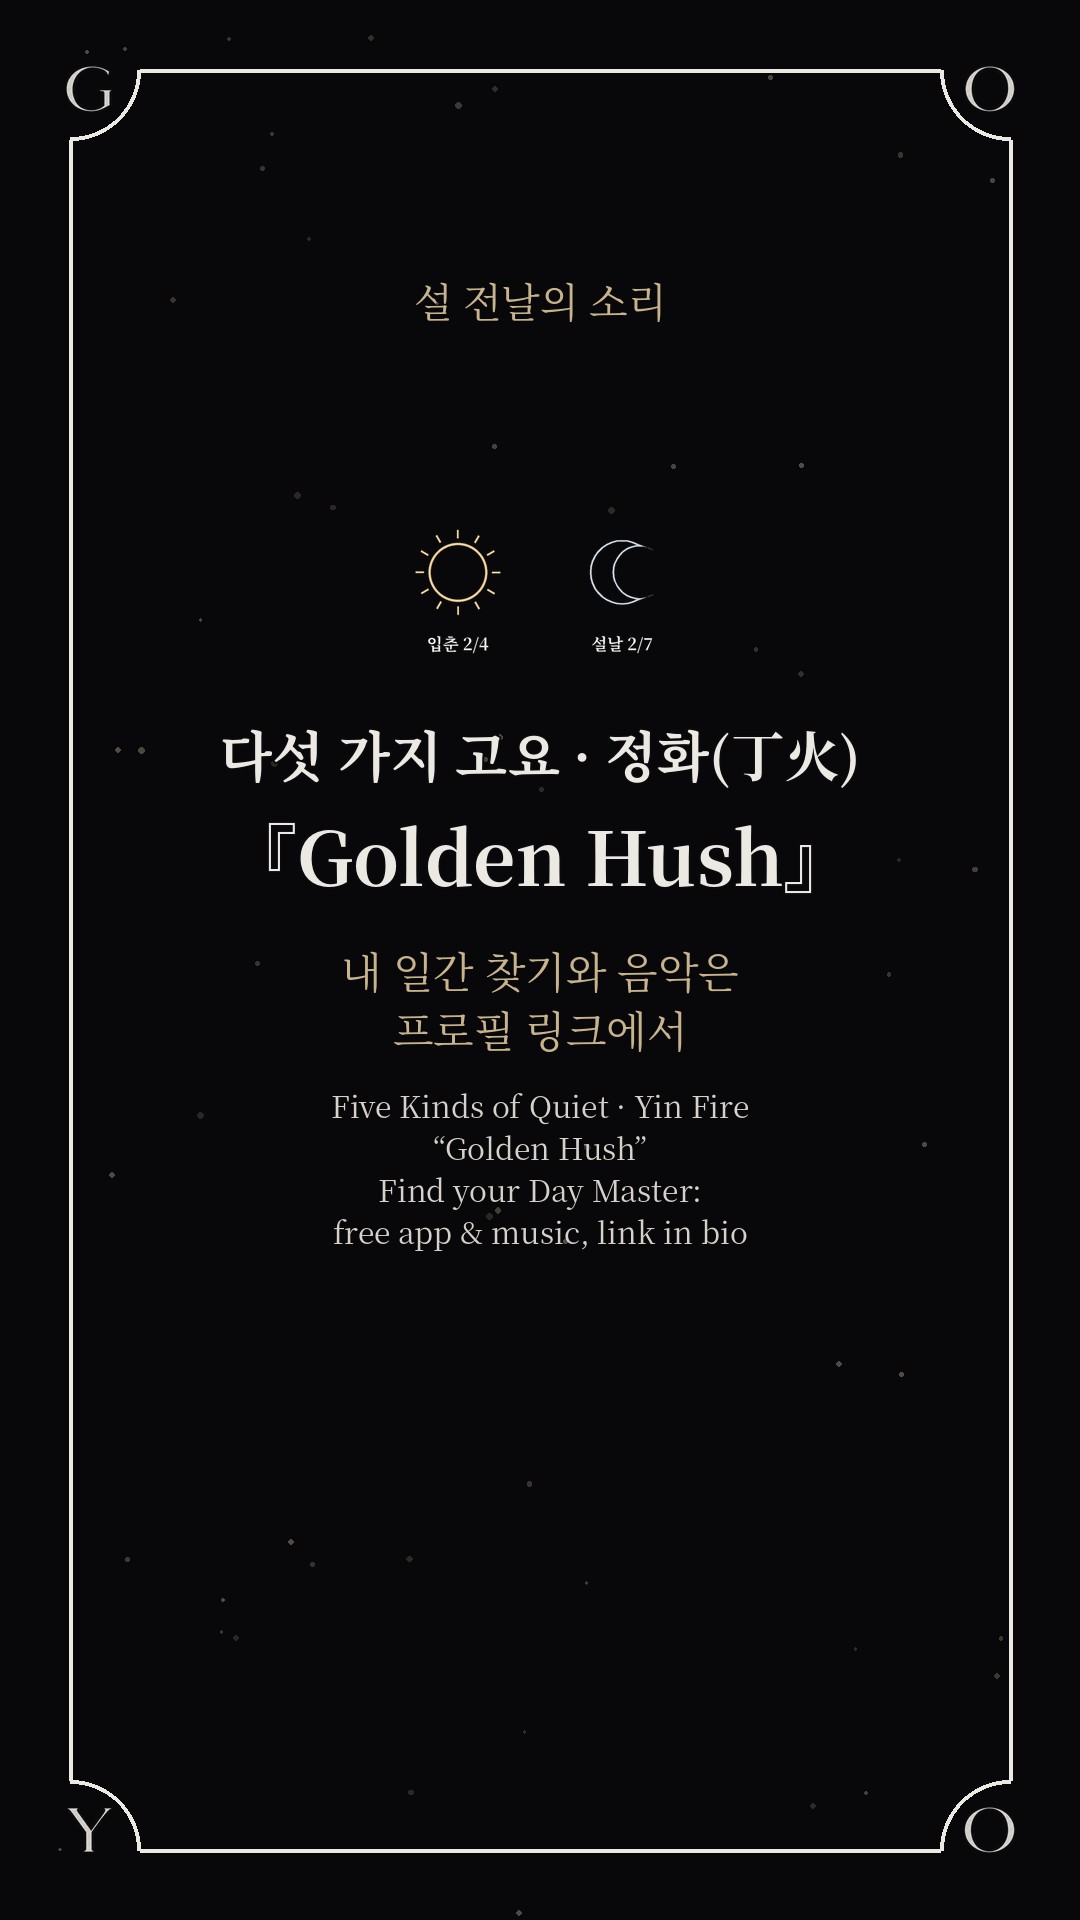 G O
설 전날의 소리
입춘 2/4 설날 2/7
다섯 가지 고요 · 정화(丁火)
『Golden Hush』
내 일간 찾기와 음악은
프로필 링크에서
Five Kinds of Quiet · Yin Fire
“Golden Hush”
Find your Day Master:
free app & music, link in bio
Y O